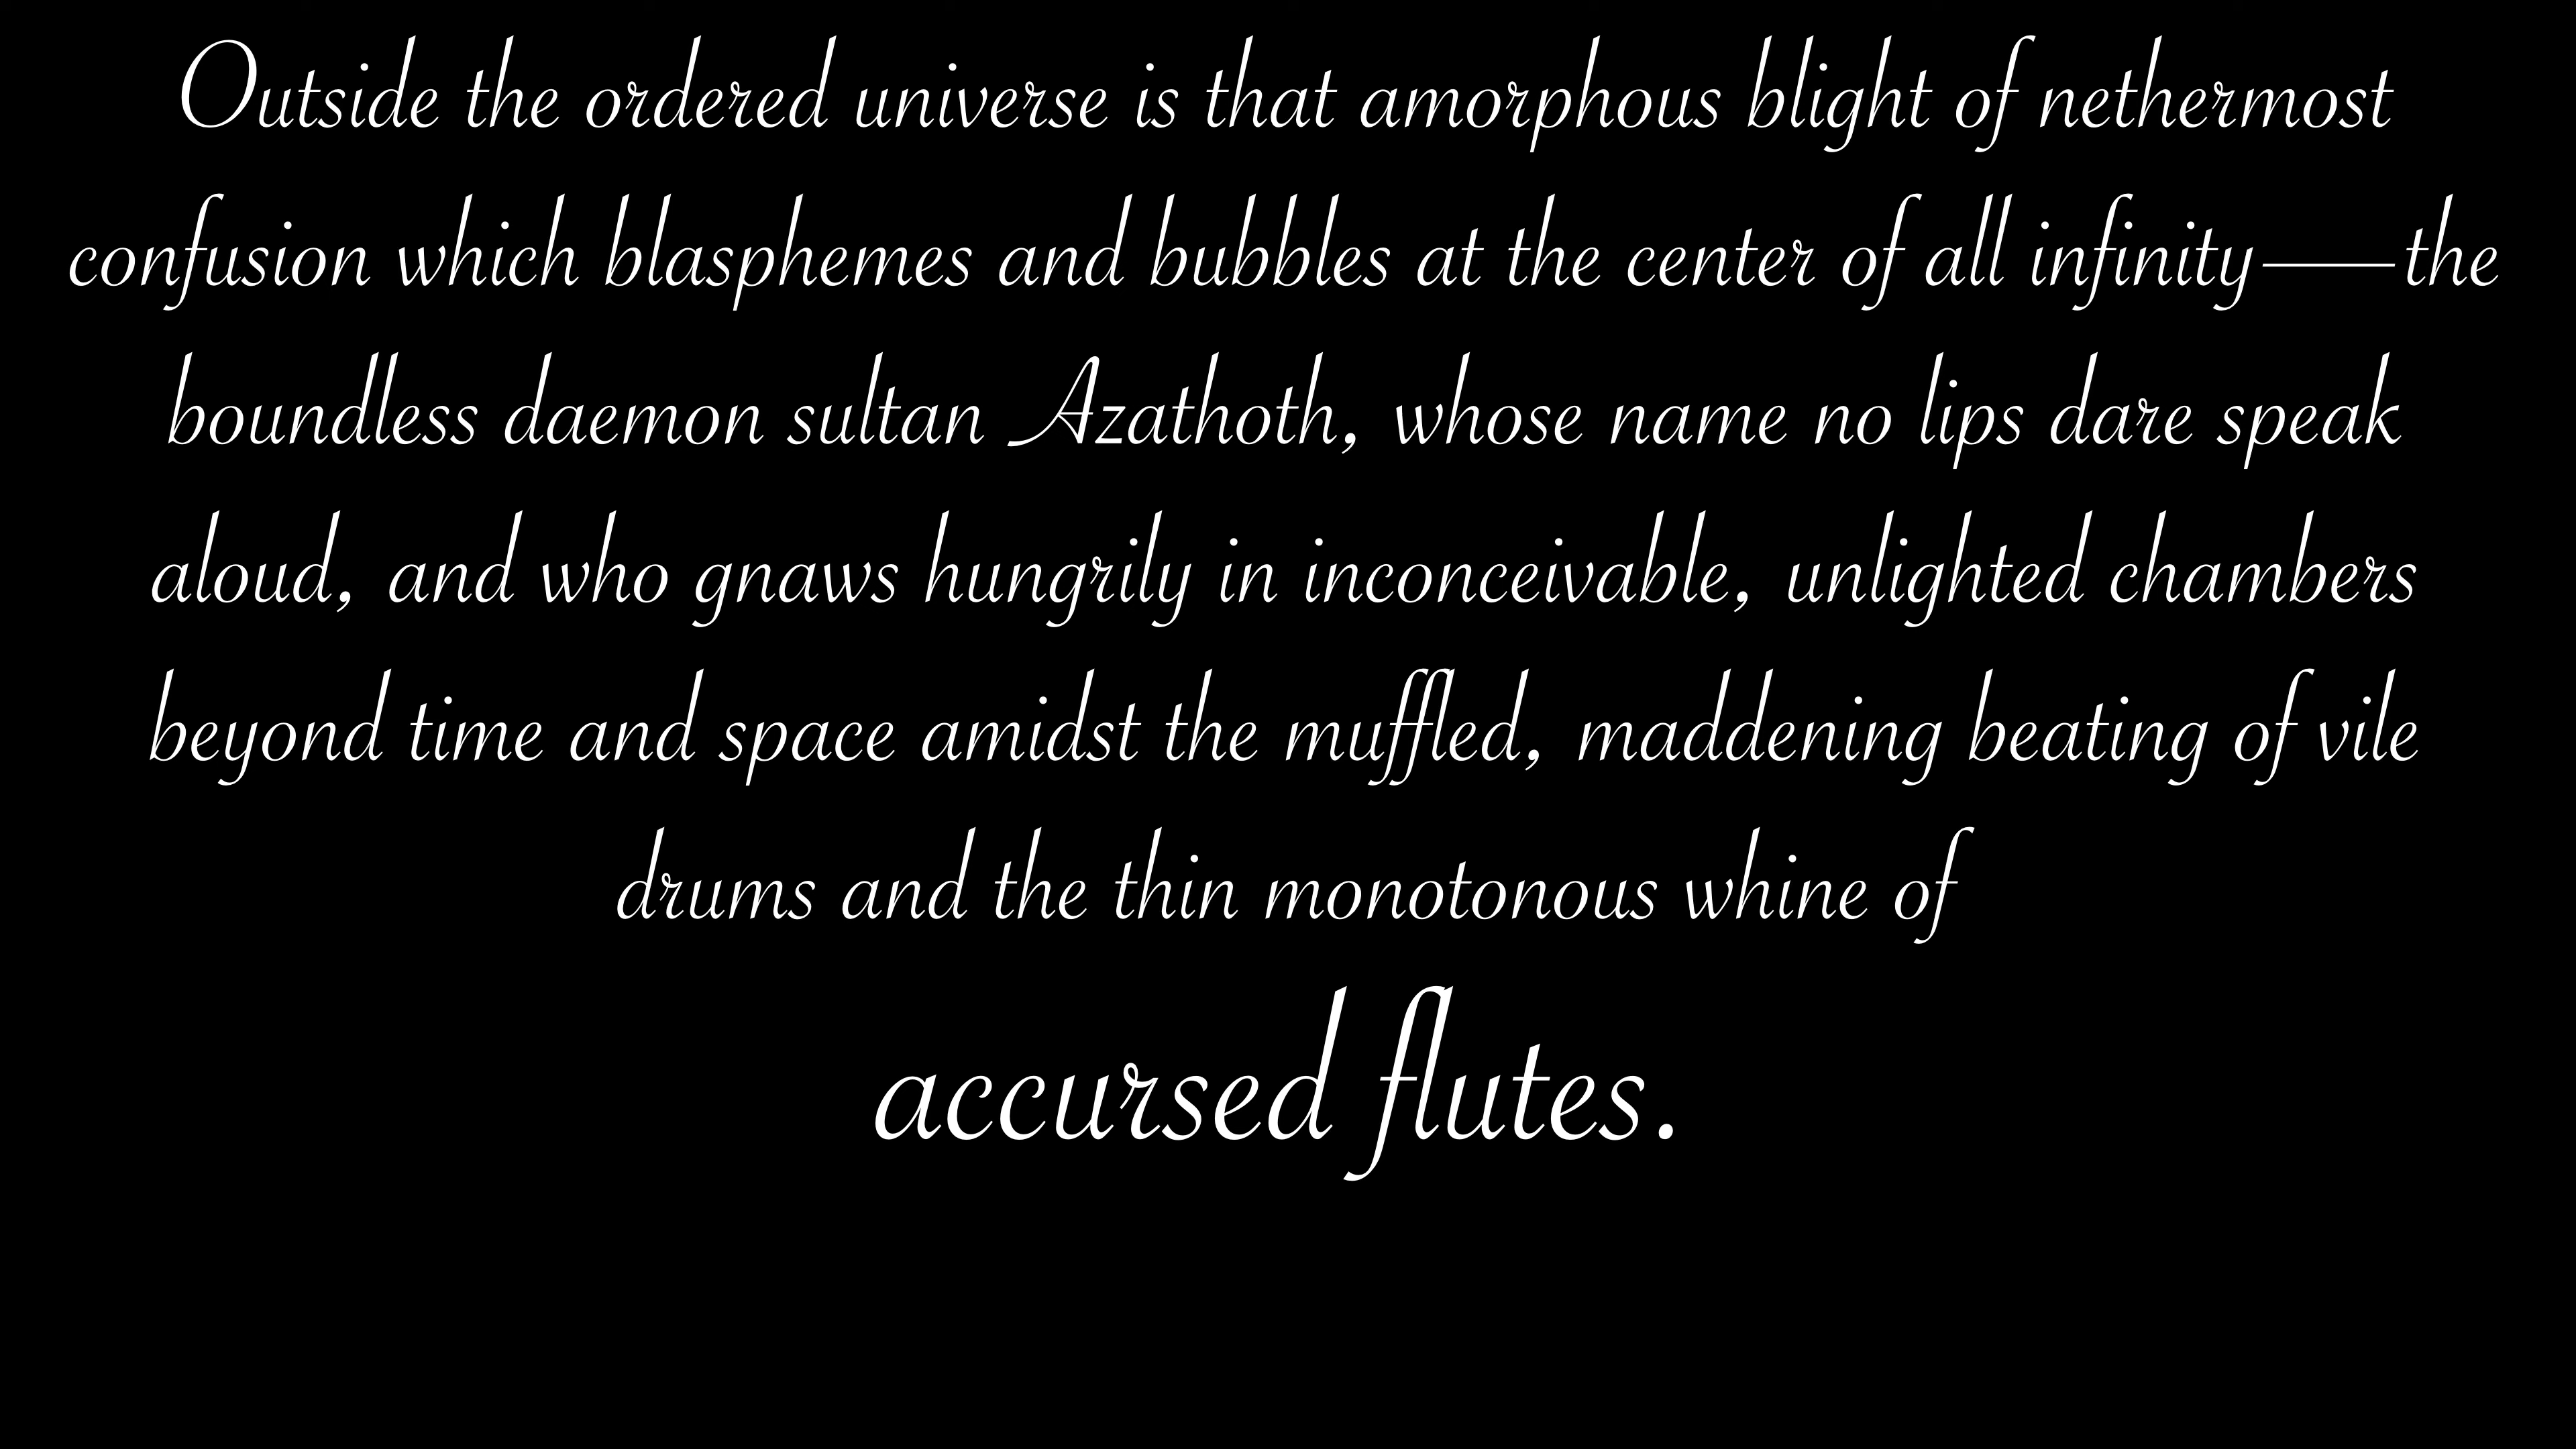 Outside the ordered universe is that amorphous blight of nethermost
confusion which blasphemes and bubbles at the center of all infinity—the
boundless daemon sultan Azathoth, whose name no lips dare speak
aloud, and who gnaws hungrily in inconceivable, unlighted chambers
beyond time and space amidst the muffled, maddening beating of vile
drums and the thin monotonous whine of
accursed flutes.